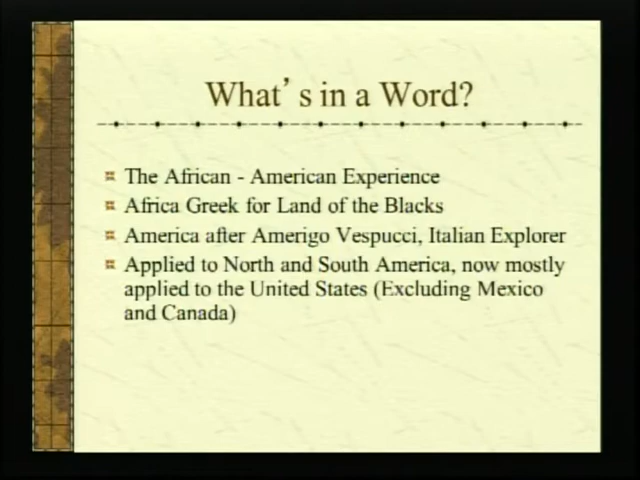 What's in a Word?
The African - American Experience
Africa Greek for Land of the Blacks
America after Amerigo Vespucci, Italian Explorer
Applied to North and South America, now mostly
applied to the United States (Excluding Mexico
and Canada)